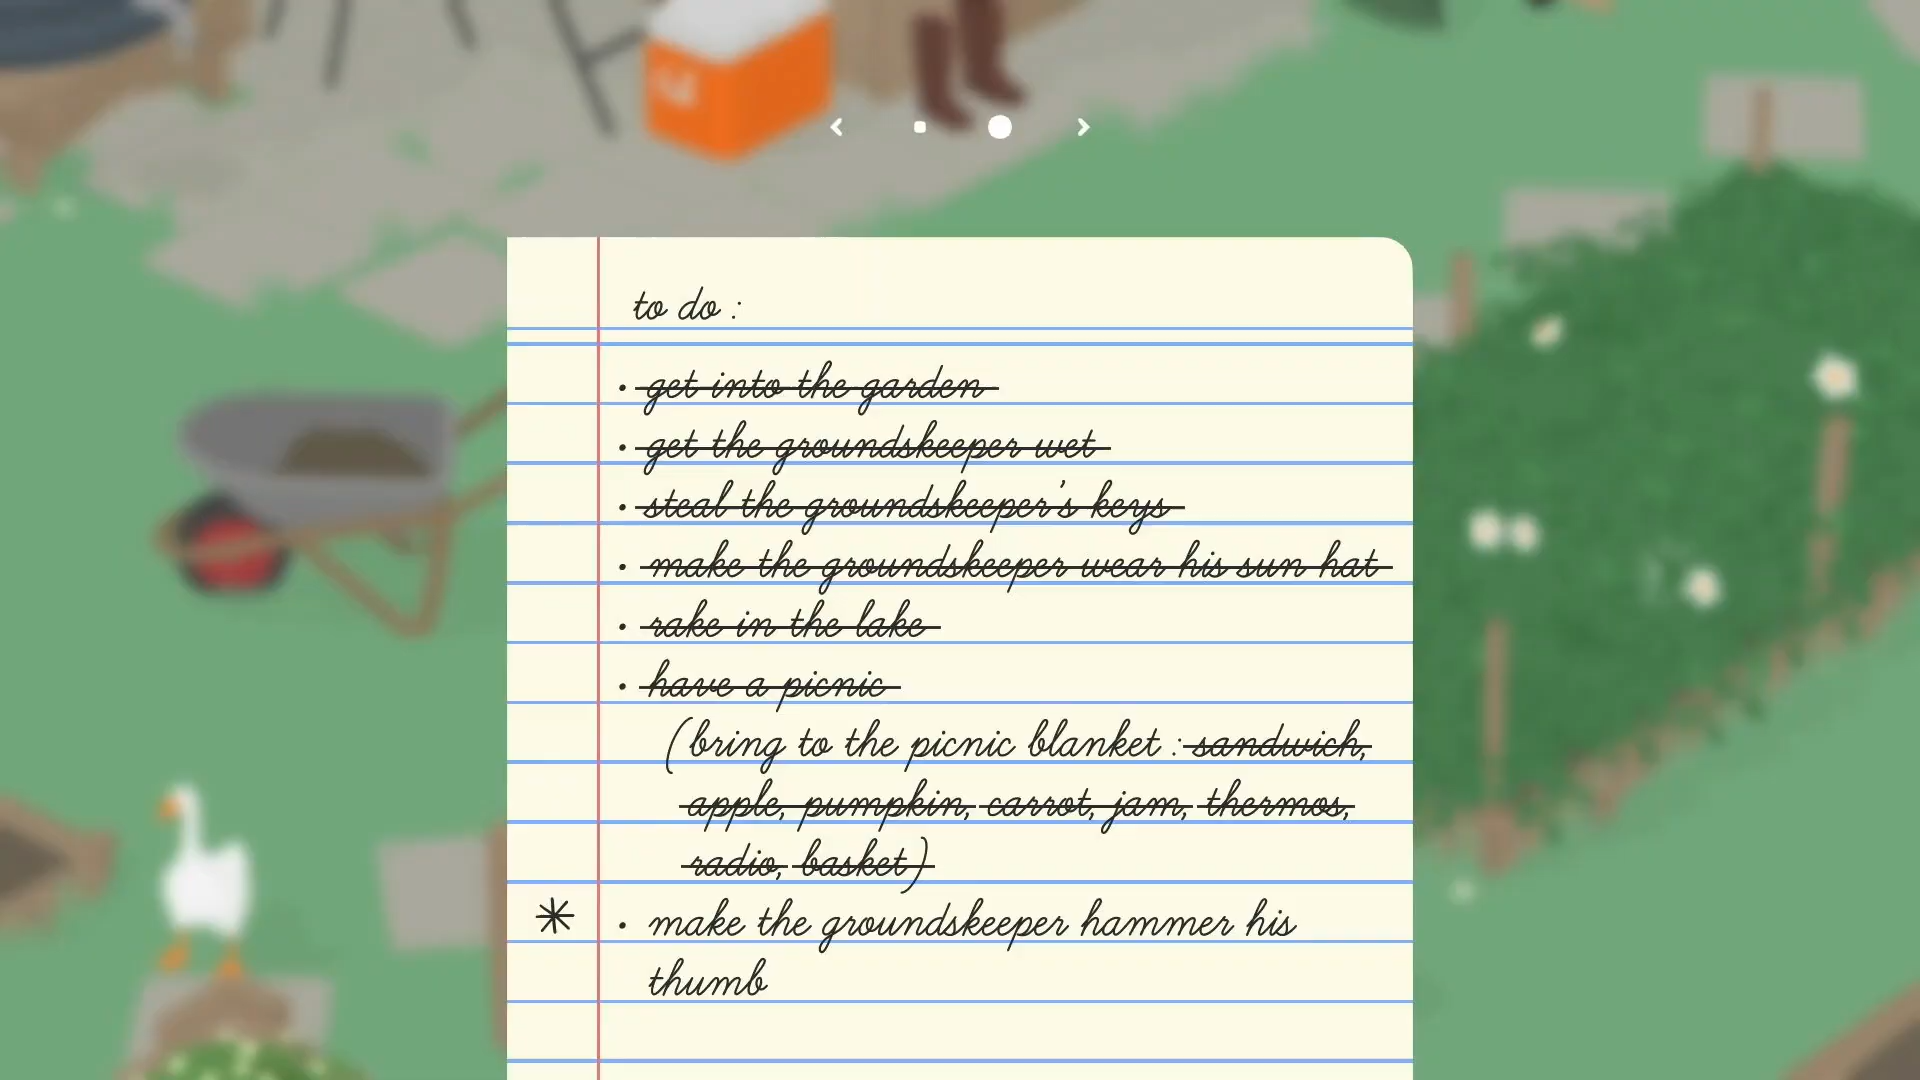 to do :
• get into the garden
• get the groundskeeper wet
• steal the groundskeeper's keys
• make the groundskeeper wear his sun hat
• rake in the lake
• have a picnic
(bring to the picnic blanket : sandwich,
apple, pumpkin, carrot, jam, thermos,
radio, basket)
* • make the groundskeeper hammer his
thumb